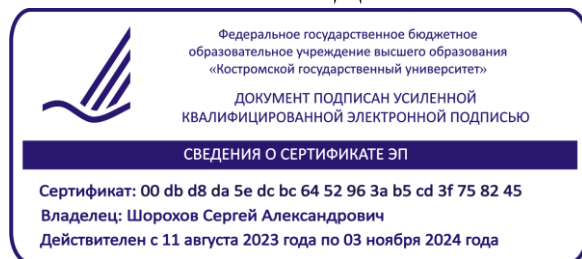 Федеральное государственное бюджетное
образовательное учреждение высшего образования
«Костромской государственный университет»
ДОКУМЕНТ ПОДПИСАН УСИЛЕННОЙ
КВАЛИФИЦИРОВАННОЙ ЭЛЕКТРОННОЙ ПОДПИСЬЮ
СВЕДЕНИЯ О СЕРТИФИКАТЕ ЭП
Сертификат: 00 db d8 da 5e dc bc 64 52 96 3a b5 cd 3f 75 82 45
Владелец: Шорохов Сергей Александрович
Действителен с 11 августа 2023 года по 03 ноября 2024 года